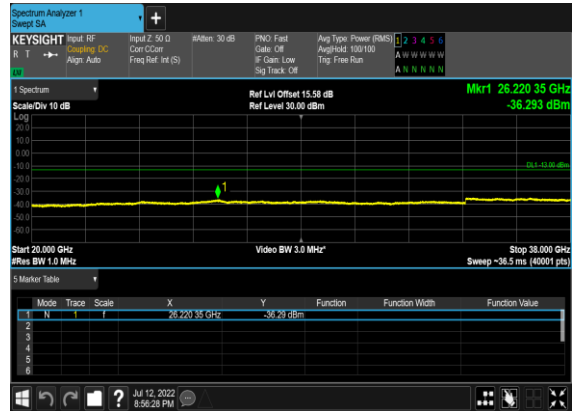 Spectrum Analyzer 1
Swept SA
+
KEYSIGHT Input: RF
R T Coupling: DC
Align: Auto
Input Z: 50 Ω
Corr CCorr
Freq Ref: Int (S)
#Atten: 30 dB
PNO: Fast
Gate: Off
IF Gain: Low
Sig Track: Off
Avg Type: Power (RMS)
Avg|Hold: 100/100
Trig: Free Run
1 2 3 4 5 6
A W W W W W
A N N N N N
1 Spectrum
Scale/Div 10 dB
Ref Lvl Offset 15.58 dB
Ref Level 30.00 dBm
Mkr1 26.220 35 GHz
-36.293 dBm
Log
20.0
10.0
0.00
-10.0
-20.0
-30.0
-40.0
-50.0
-60.0
DL1 -13.00 dBm
1
Start 20.000 GHz
#Res BW 1.0 MHz
Video BW 3.0 MHz*
Stop 38.000 GHz
Sweep ~36.5 ms (40001 pts)
5 Marker Table
Mode Trace Scale X Y Function Function Width Function Value
1 N 1 f 26.220 35 GHz -36.29 dBm
2
3
4
5
6
?
Jul 12, 2022
8:56:28 PM